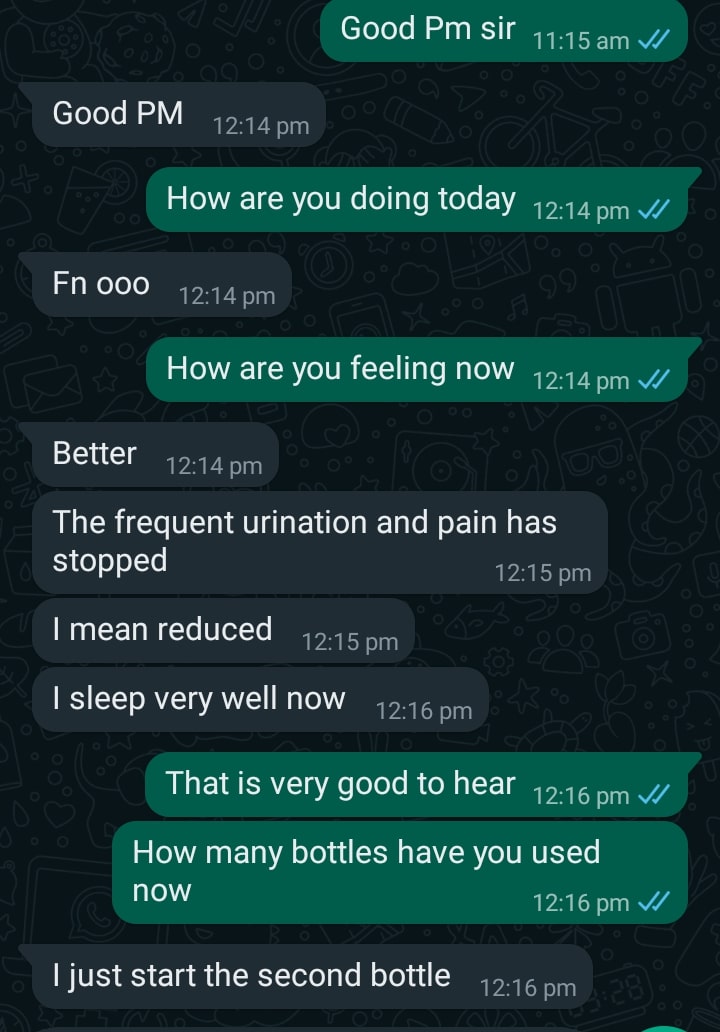 Good Pm sir 11:15 am
Good PM 12:14 pm
How are you doing today 12:14 pm
Fn ooo 12:14 pm
How are you feeling now 12:14 pm
Better 12:14 pm
The frequent urination and pain has
stopped 12:15 pm
I mean reduced 12:15 pm
I sleep very well now 12:16 pm
That is very good to hear 12:16 pm
How many bottles have you used
now 12:16 pm
I just start the second bottle 12:16 pm